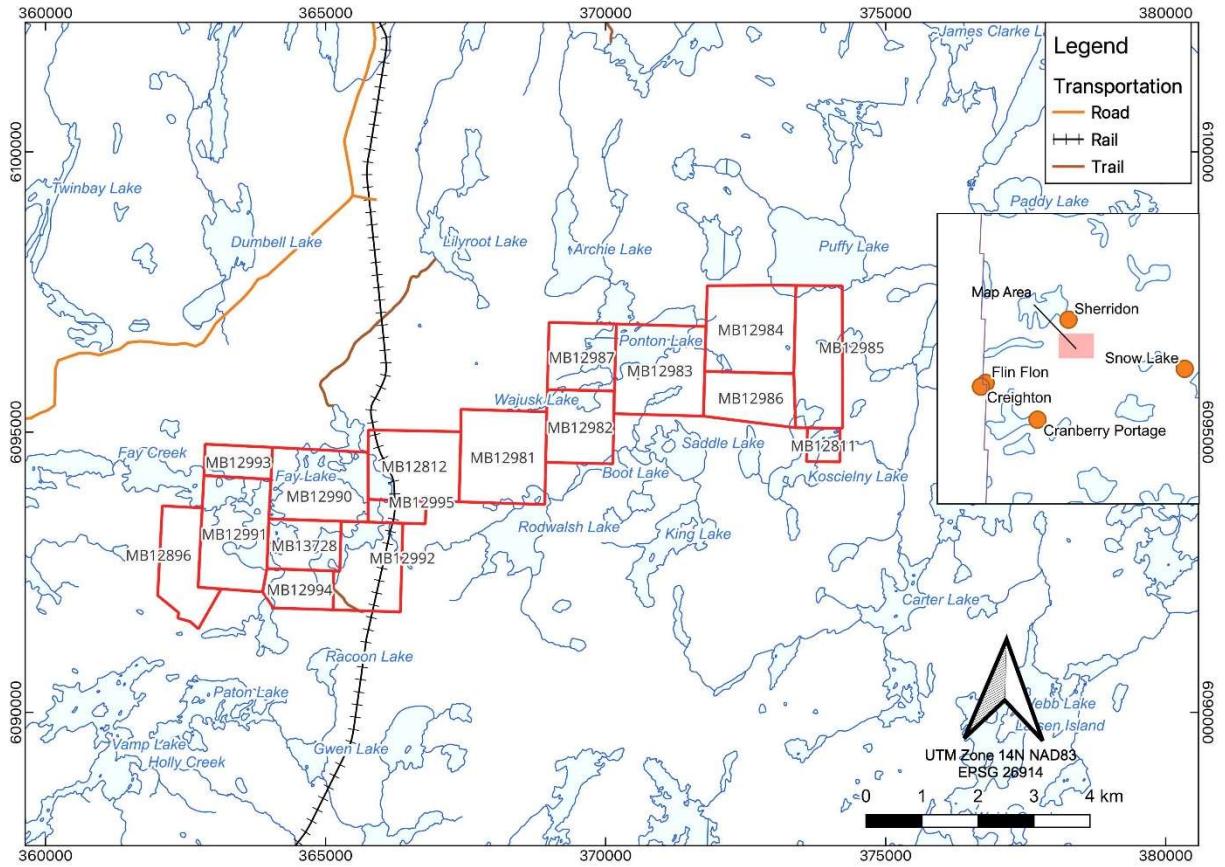 360000
365000
370000
375000
380000
Legend
Transportation
Road
Rail
Trail
6100000
6095000
6090000
6100000
6095000
6090000
Twinbay Lake
Dumbell Lake
Lilyroot Lake
Archie Lake
Puffy Lake
Paddy Lake
Map Area
Sherridon
Snow Lake
Flin Flon
Creighton
Cranberry Portage
MB12984
Ponton Lake
MB12985
MB12987
MB12983
Wajusk Lake
MB12986
MB12982
Saddle Lake
MB12811
Fay Creek
MB12993
Fay Lake
MB12812
MB12981
Boot Lake
Koscielny Lake
MB12990
MB12995
Rodwalsh Lake
King Lake
MB12991
MB13728
MB12896
MB12992
MB12994
Carter Lake
Racoon Lake
Paton Lake
Vamp Lake
Holly Creek
Gwen Lake
Island
UTM Zone 14N NAD83
EPSG 26914
0 1 2 3 4 km
360000
365000
370000
375000
380000
James Clarke
Lake